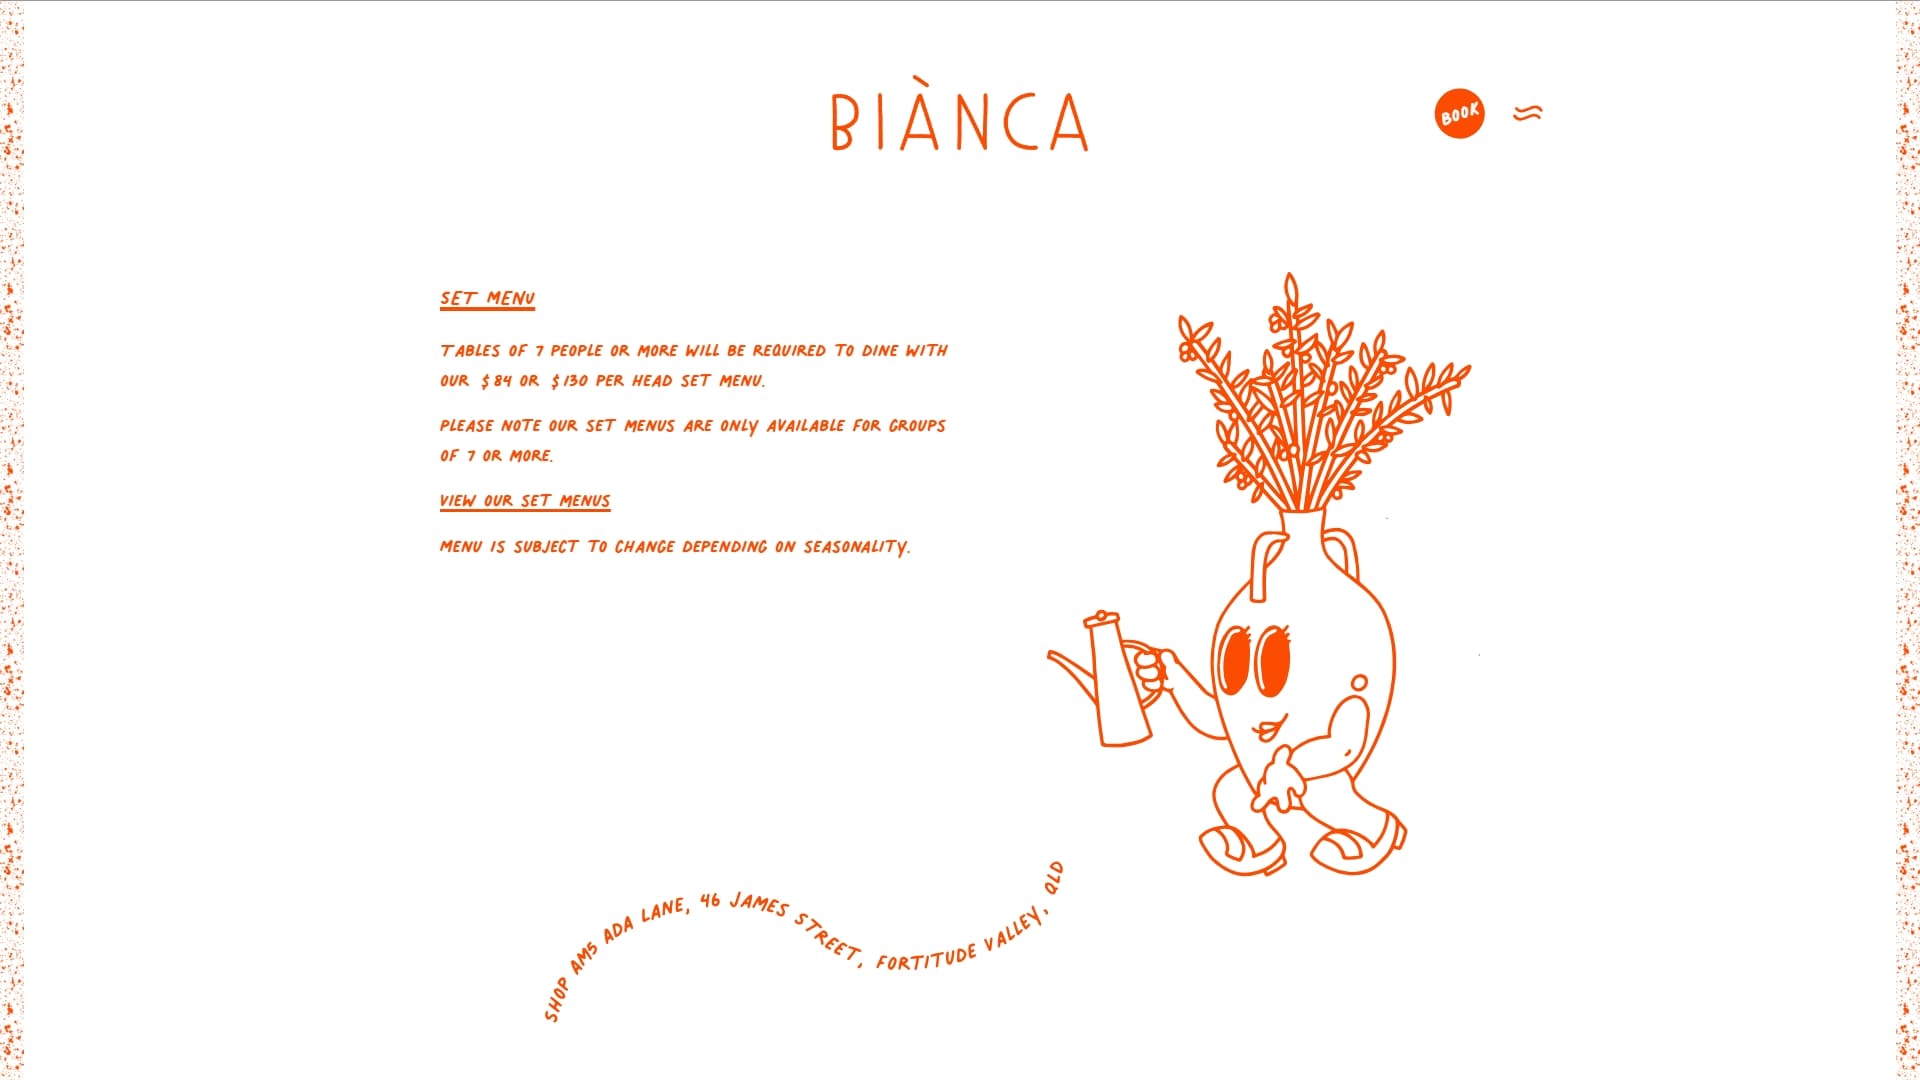 BIÀNCA
BOOK
SET MENU
TABLES OF 7 PEOPLE OR MORE WILL BE REQUIRED TO DINE WITH
OUR $84 OR $130 PER HEAD SET MENU.
PLEASE NOTE OUR SET MENUS ARE ONLY AVAILABLE FOR GROUPS
OF 7 OR MORE.
VIEW OUR SET MENUS
MENU IS SUBJECT TO CHANGE DEPENDING ON SEASONALITY.
SHOP AM5 ADA LANE, 46 JAMES STREET, FORTITUDE VALLEY, QLD